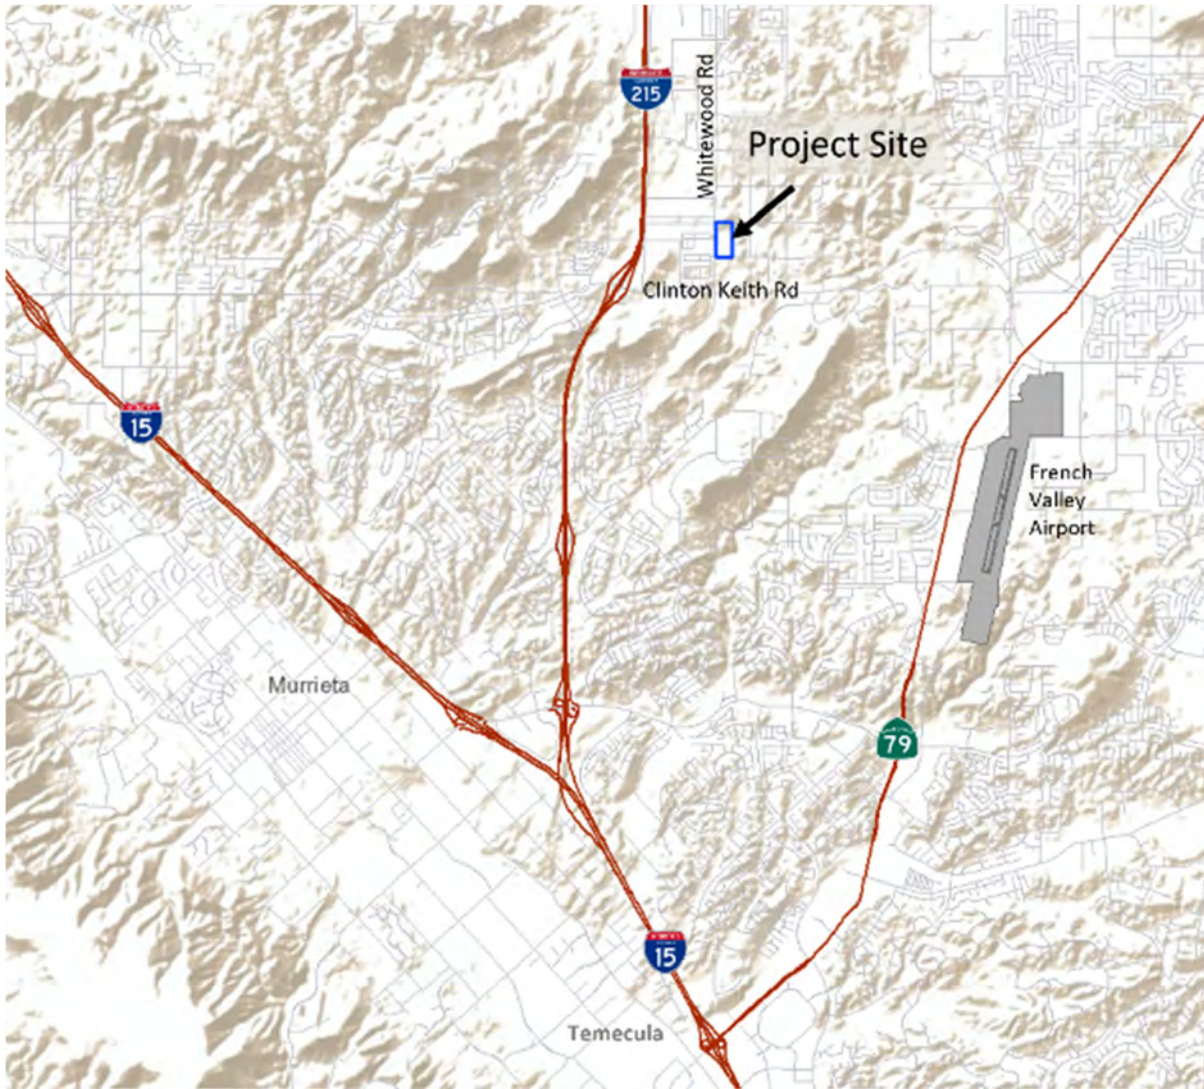 215
Whitewood Rd
Project Site
Clinton Keith Rd
15
French
Valley
Airport
Murrieta
79
15
Temecula